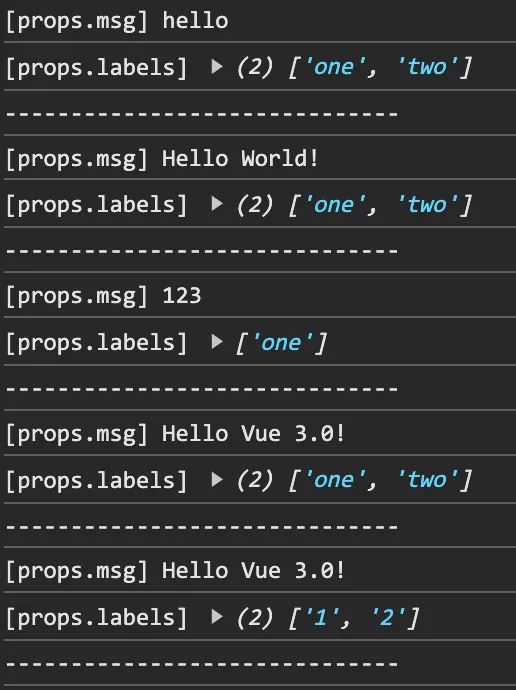 [props.msg] hello
[props.labels] ▶ (2) ['one', 'two']
------------------------------
[props.msg] Hello World!
[props.labels] ▶ (2) ['one', 'two']
------------------------------
[props.msg] 123
[props.labels] ▶ ['one']
------------------------------
[props.msg] Hello Vue 3.0!
[props.labels] ▶ (2) ['one', 'two']
------------------------------
[props.msg] Hello Vue 3.0!
[props.labels] ▶ (2) ['1', '2']
------------------------------